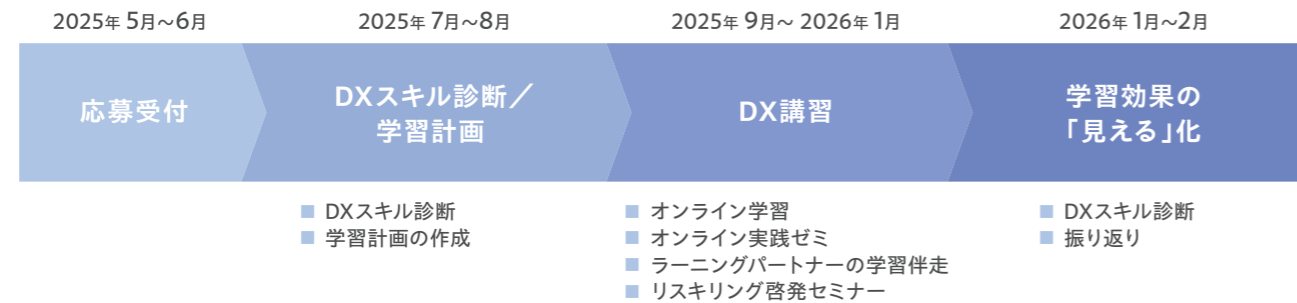 2025年 5月～6月
2025年 7月～8月
2025年 9月～ 2026年 1月
2026年 1月～2月
応募受付
DXスキル診断／
学習計画
DX講習
学習効果の
「見える」化
■ DXスキル診断
■ 学習計画の作成
■ オンライン学習
■ オンライン実践ゼミ
■ ラーニングパートナーの学習伴走
■ リスキリング啓発セミナー
■ DXスキル診断
■ 振り返り